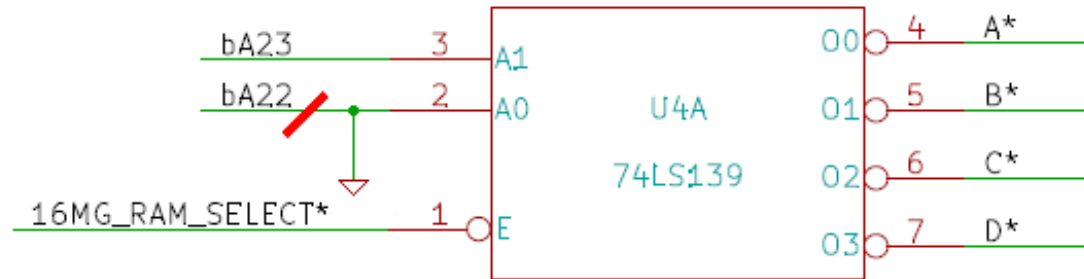 bA23 3 A1 O0 4 A*
bA22 2 A0 U4A O1 5 B*
74LS139 O2 6 C*
16MG_RAM_SELECT* 1 E O3 7 D*